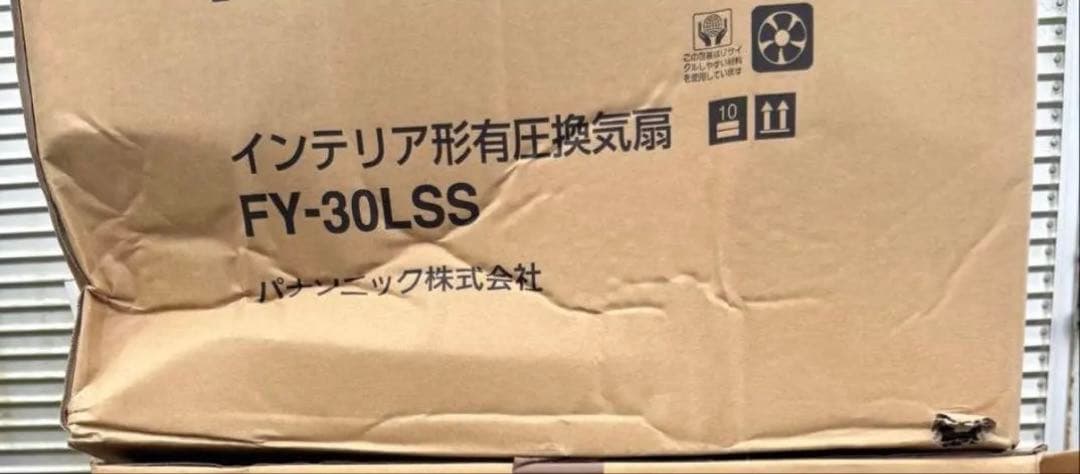 この包装はリサイ
クルしやすい材料
を使用しています
10
インテリア形有圧換気扇
FY-30LSS
パナソニック株式会社